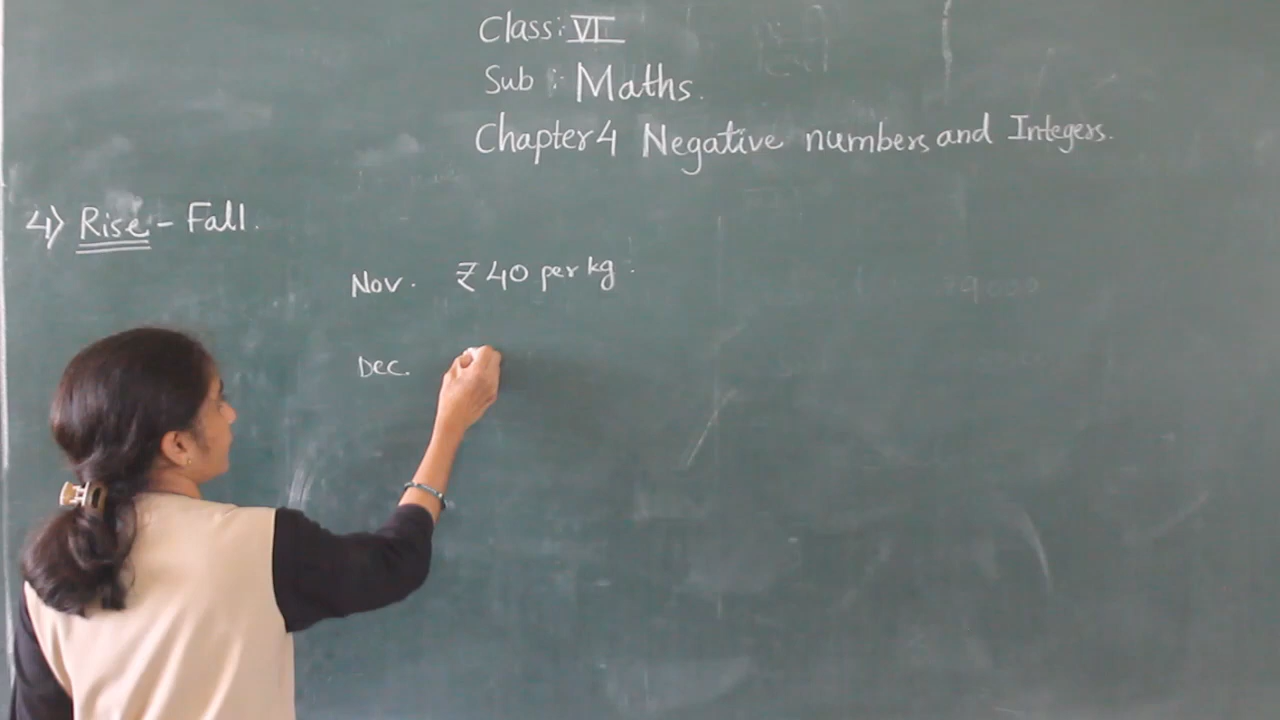 Class: VI
Sub : Maths.
Chapter 4 Negative numbers and Integers.
4) Rise - Fall.
Nov. ₹ 40 per kg.
Dec.